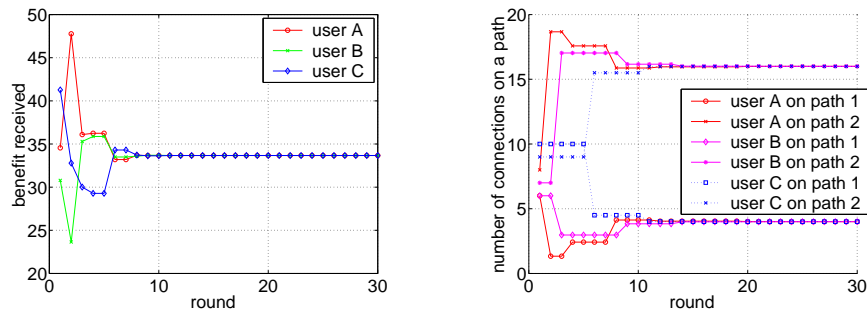 50
45
40
35
30
25
20
benefit received
0
10
20
30
round
user A
user B
user C
20
15
10
5
0
number of connections on a path
0
10
20
30
round
user A on path 1
user A on path 2
user B on path 1
user B on path 2
user C on path 1
user C on path 2